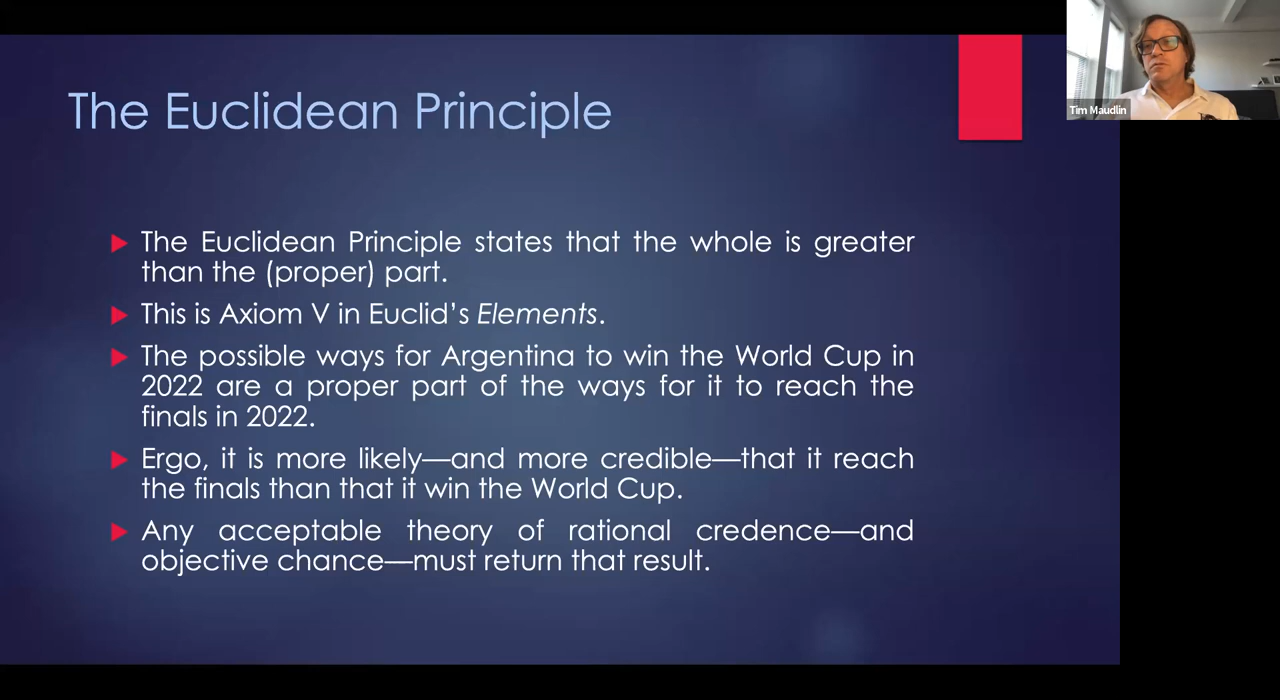 The Euclidean Principle
Tim Maudlin
The Euclidean Principle states that the whole is greater
than the (proper) part.
This is Axiom V in Euclid’s Elements.
The possible ways for Argentina to win the World Cup in
2022 are a proper part of the ways for it to reach the
finals in 2022.
Ergo, it is more likely—and more credible—that it reach
the finals than that it win the World Cup.
Any acceptable theory of rational credence—and
objective chance—must return that result.